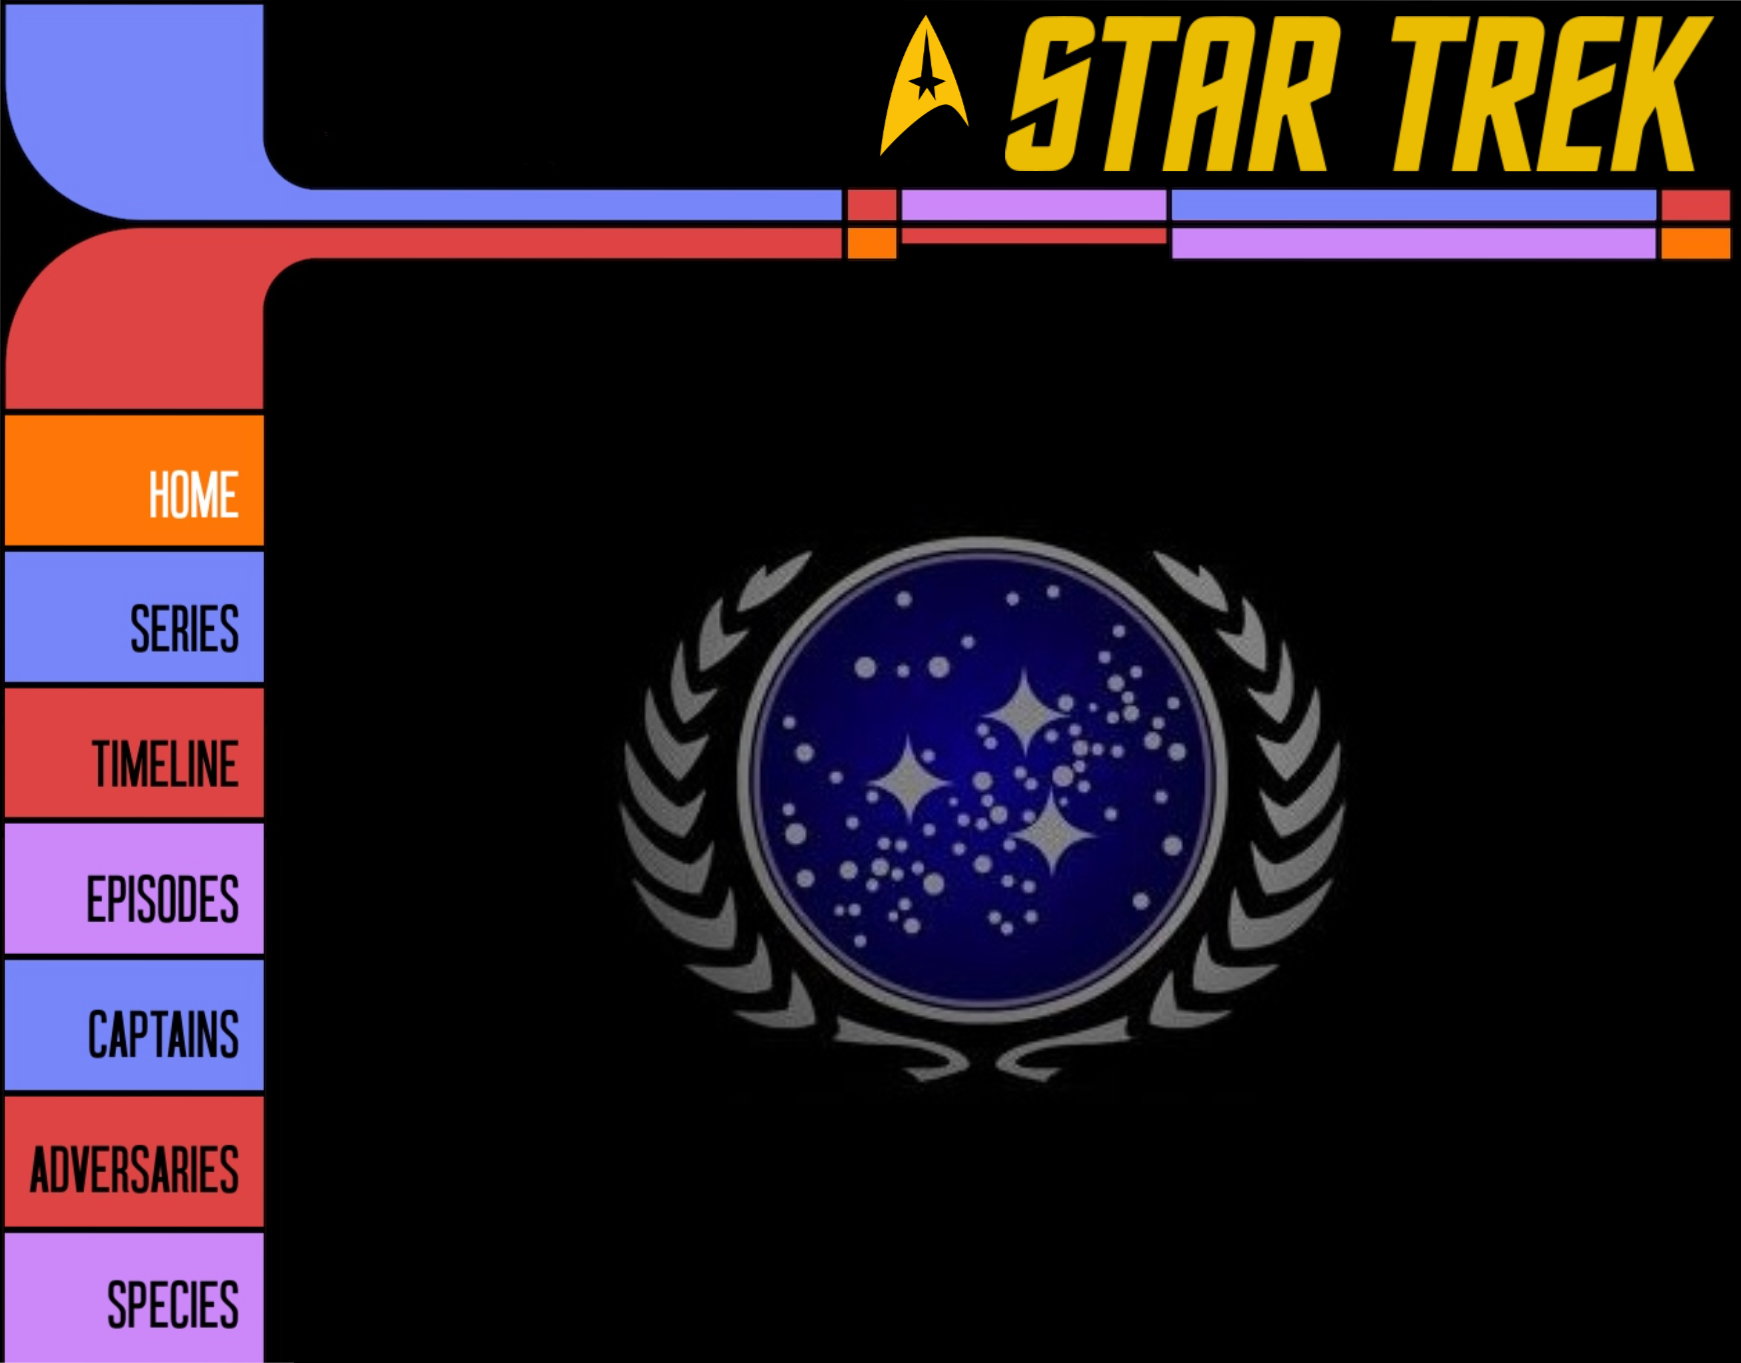 STAR TREK
HOME
SERIES
TIMELINE
EPISODES
CAPTAINS
ADVERSARIES
SPECIES